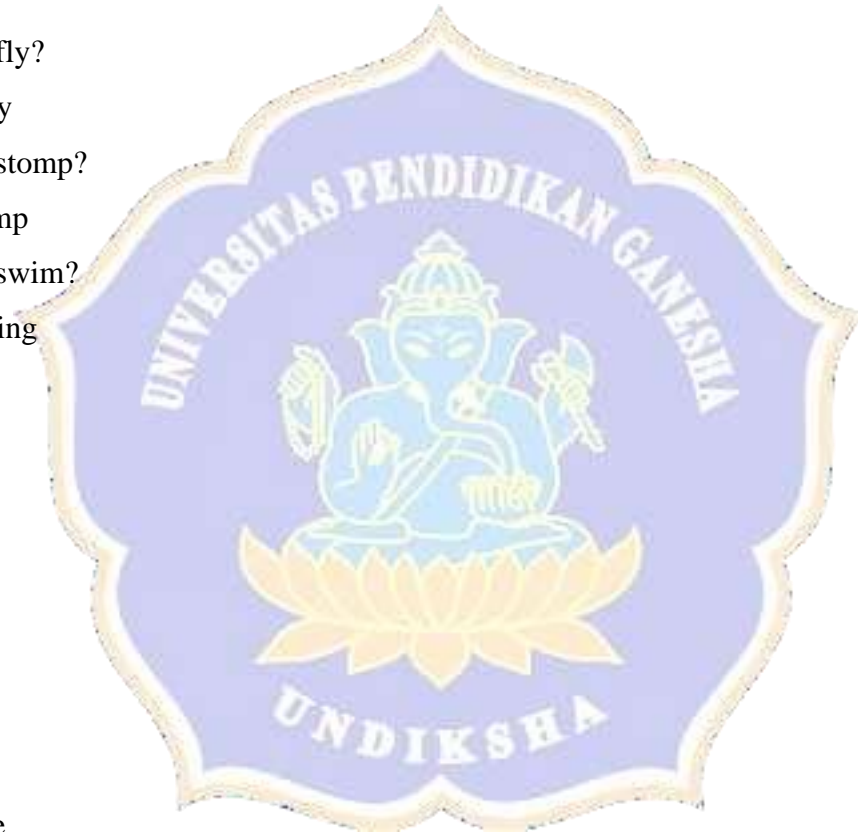 fly?
y
stomp?
mp
swim?
ing
UNIVERSITAS PENDIDIKAN GANESHA
UNDIKSHA
e